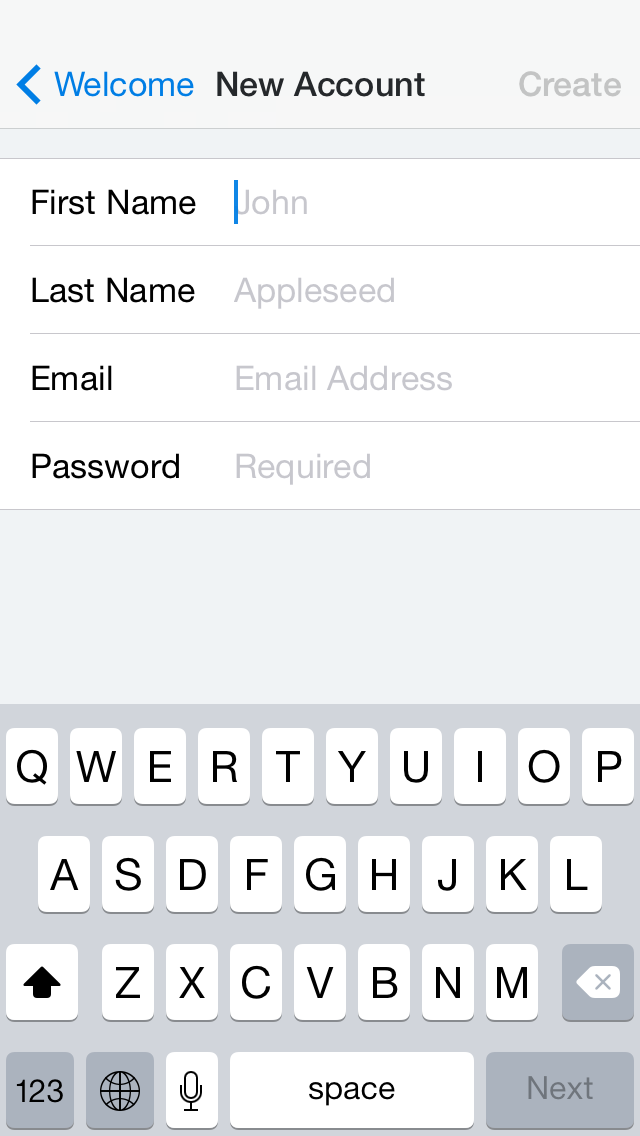 Welcome New Account Create
First Name John
Last Name Appleseed
Email Email Address
Password Required
Q W E R T Y U I O P
A S D F G H J K L
Z X C V B N M
123 space Next